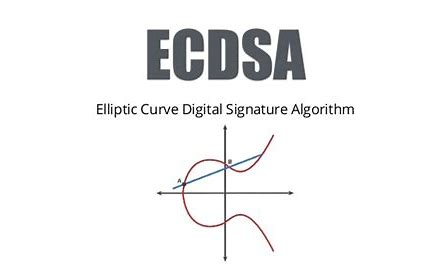 ECDSA
Elliptic Curve Digital Signature Algorithm
B
A